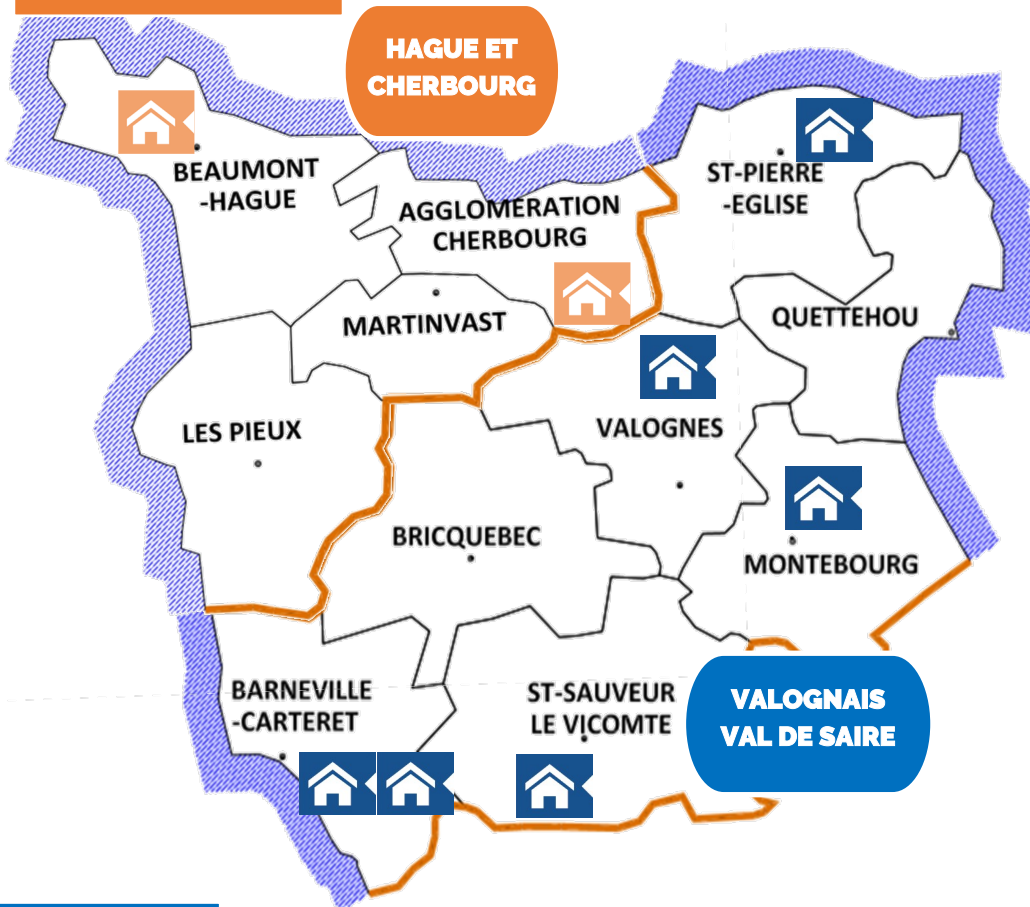 HAGUE ET
CHERBOURG
BEAUMONT
-HAGUE
ST-PIERRE
-EGLISE
AGGLOMÉRATION
CHERBOURG
MARTINVAST
QUETTEHOU
LES PIEUX
VALOGNES
BRICQUEBEC
MONTEBOURG
BARNEVILLE
-CARTERET
ST-SAUVEUR
LE VICOMTE
VALOGNAIS
VAL DE SAIRE